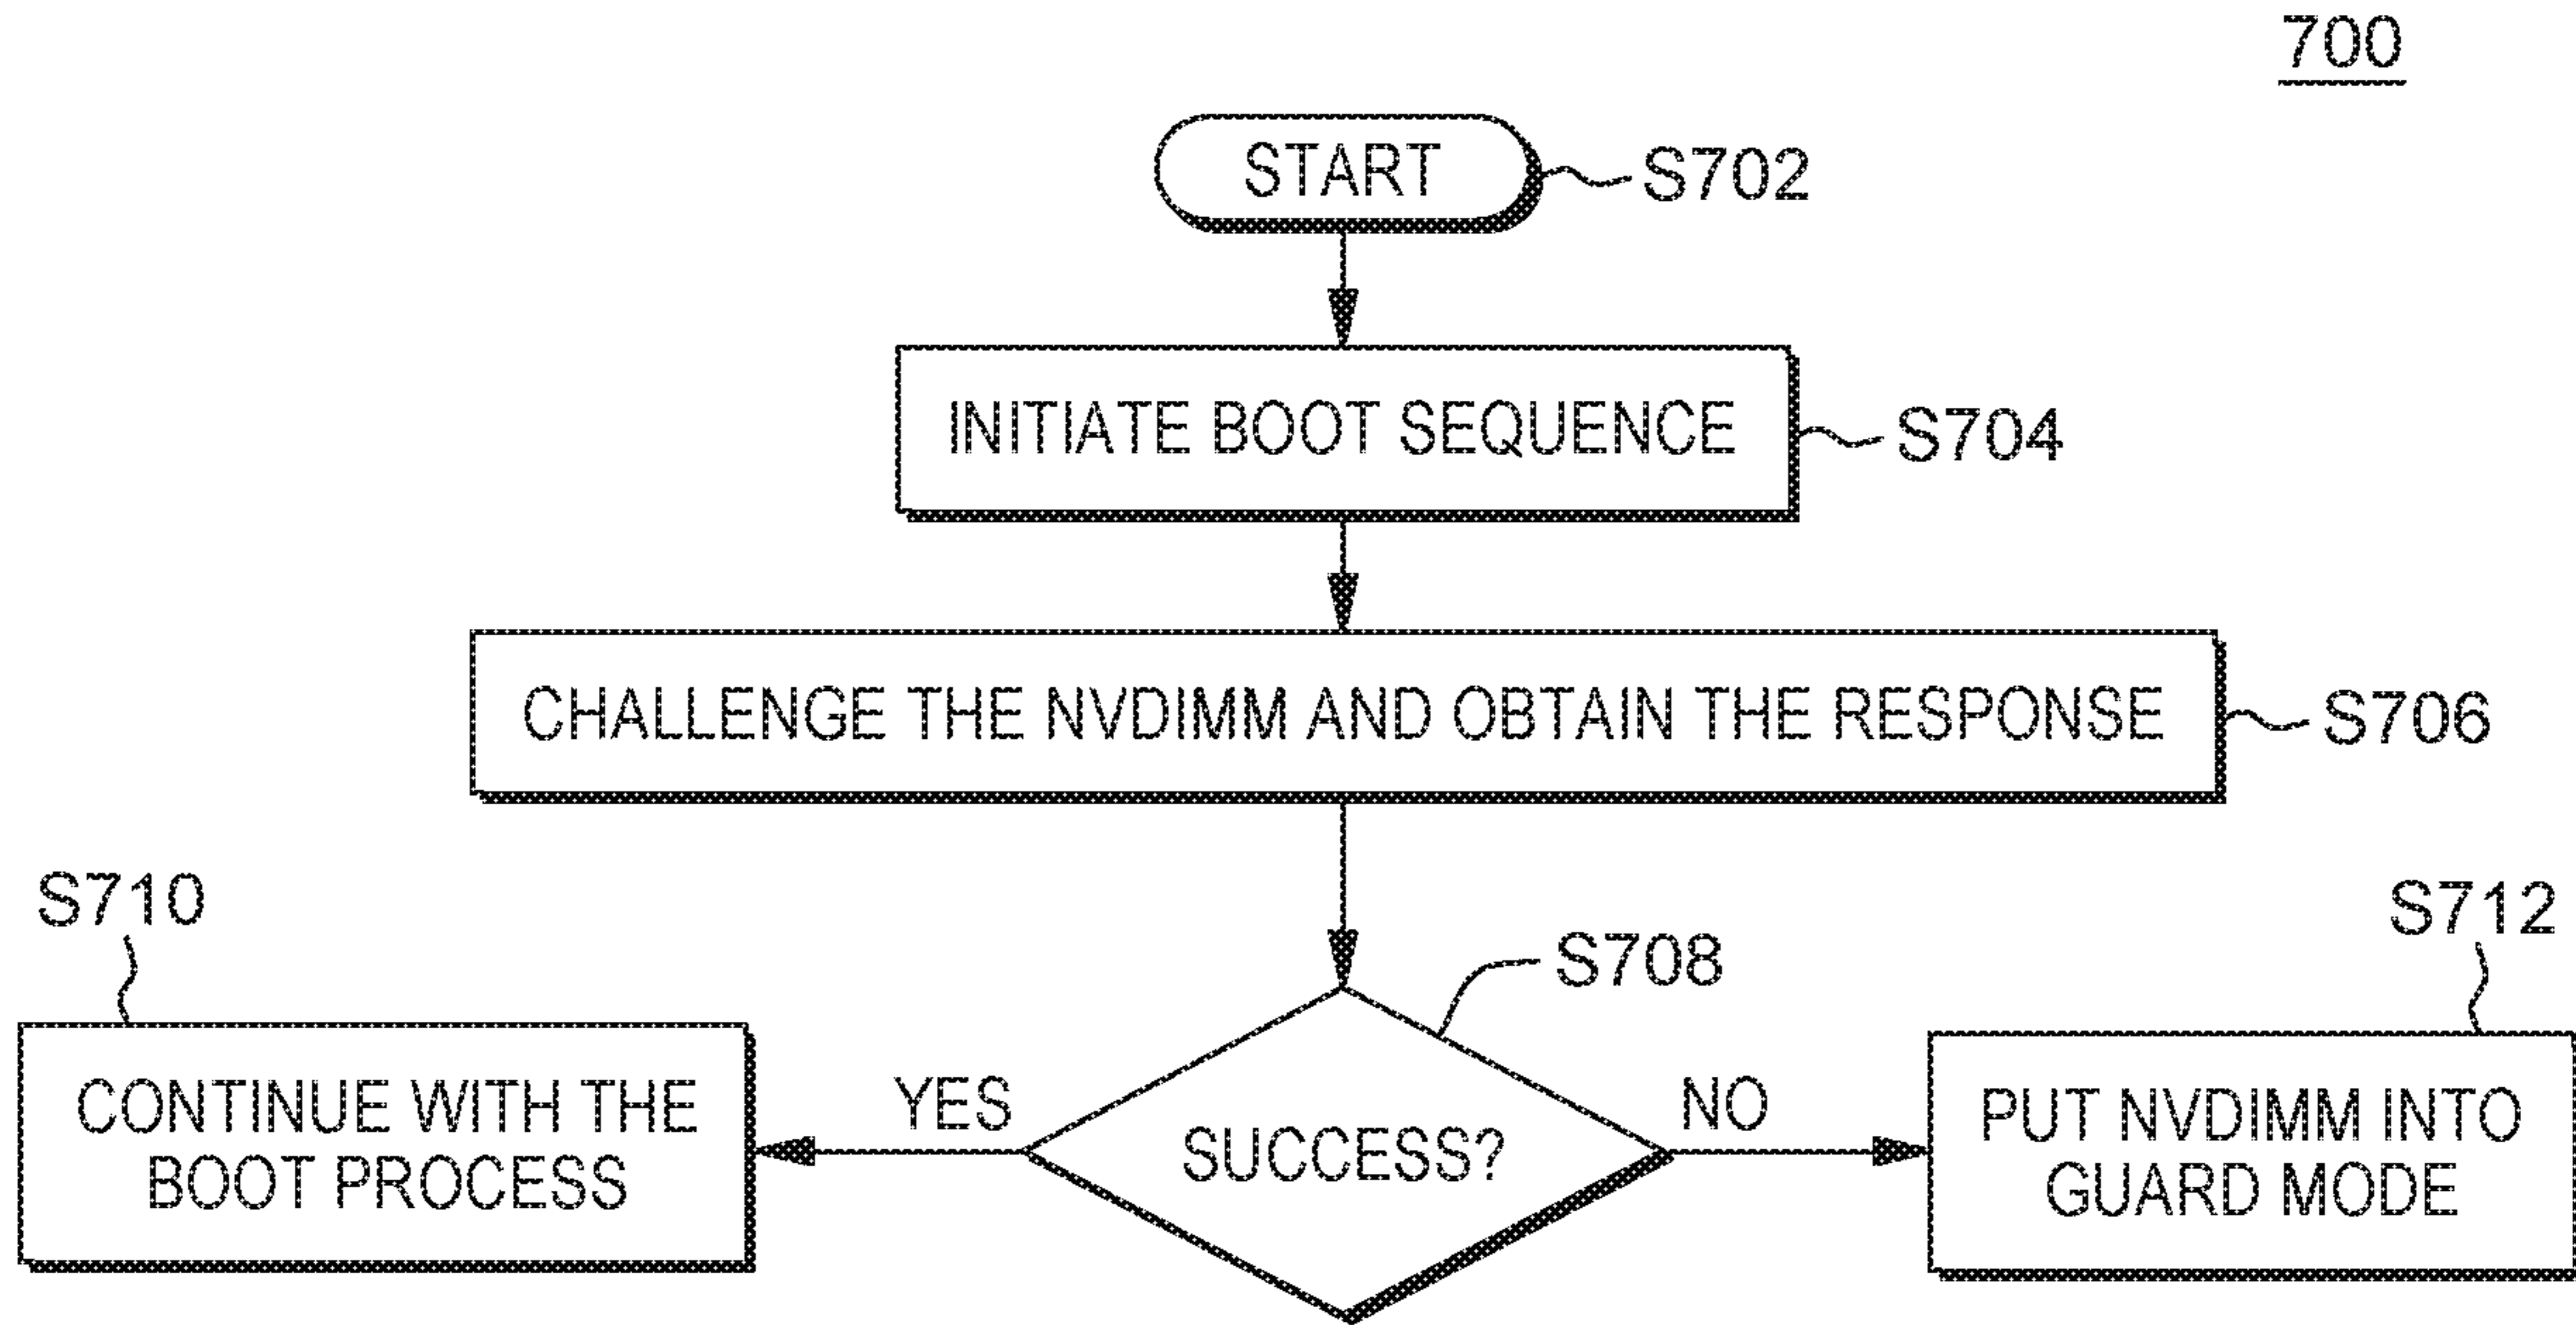 700
START
S702
INITIATE BOOT SEQUENCE
S704
CHALLENGE THE NVDIMM AND OBTAIN THE RESPONSE
S706
S710
S708
S712
CONTINUE WITH THE
BOOT PROCESS
YES
SUCCESS?
NO
PUT NVDIMM INTO
GUARD MODE